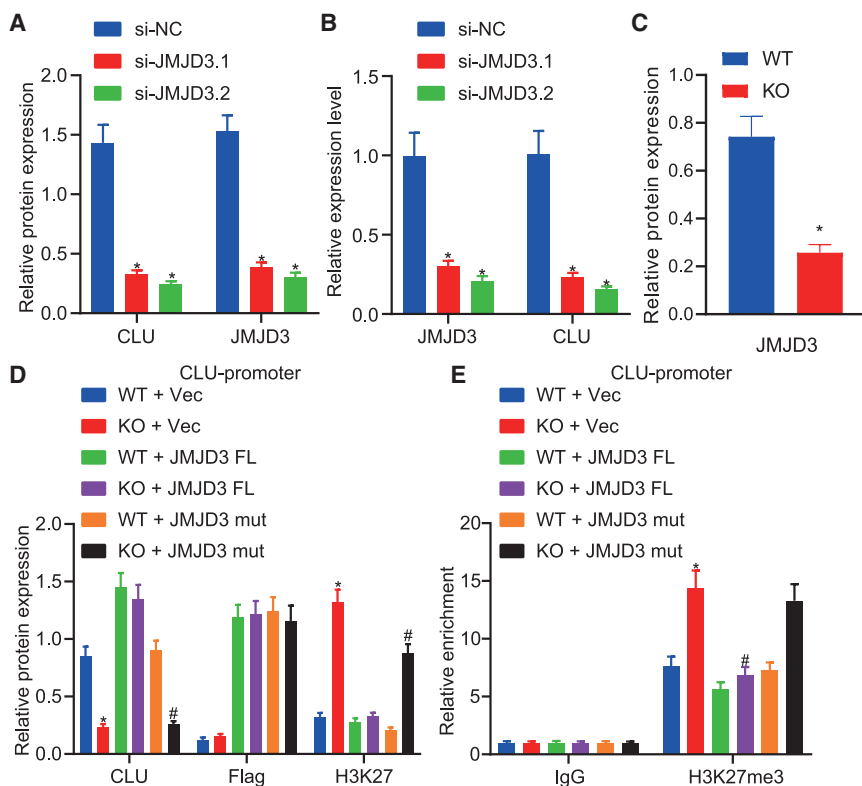 A
si-NC
si-JMJD3.1
si-JMJD3.2
Relative protein expression
2.0
1.5
1.0
0.5
0.0
*
*
*
*
CLU
JMJD3
B
si-NC
si-JMJD3.1
si-JMJD3.2
Relative expression level
1.5
1.0
0.5
0.0
*
*
*
*
JMJD3
CLU
C
WT
KO
Relative protein expression
1.0
0.8
0.6
0.4
0.2
0.0
*
JMJD3
D
CLU-promoter
WT + Vec
KO + Vec
WT + JMJD3 FL
KO + JMJD3 FL
WT + JMJD3 mut
KO + JMJD3 mut
Relative protein expression
2.0
1.5
1.0
0.5
0.0
*
#
*
#
CLU
Flag
H3K27
E
CLU-promoter
WT + Vec
KO + Vec
WT + JMJD3 FL
KO + JMJD3 FL
WT + JMJD3 mut
KO + JMJD3 mut
Relative enrichment
20
15
10
5
0
*
#
IgG
H3K27me3